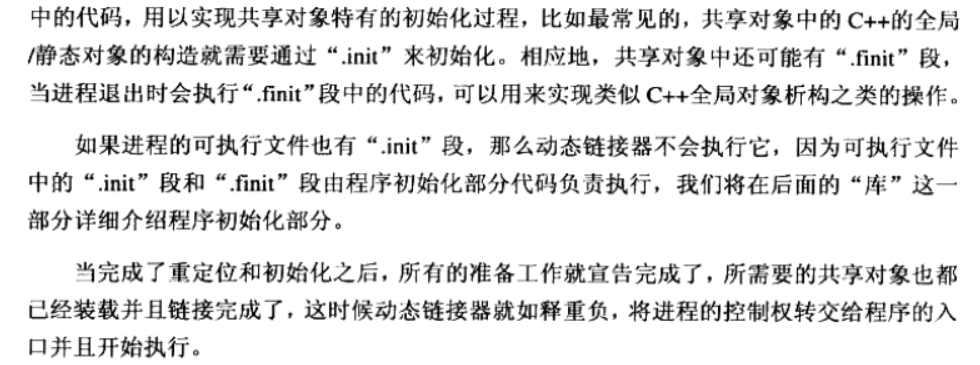 中的代码，用以实现共享对象特有的初始化过程，比如最常见的，共享对象中的 C++的全局
/静态对象的构造就需要通过“.init”来初始化。相应地，共享对象中还可能有“.finit”段，
当进程退出时会执行“.finit”段中的代码，可以用来实现类似 C++全局对象析构之类的操作。
如果进程的可执行文件也有“.init”段，那么动态链接器不会执行它，因为可执行文件
中的“.init”段和“.finit”段由程序初始化部分代码负责执行，我们将在后面的“库”这一
部分详细介绍程序初始化部分。
当完成了重定位和初始化之后，所有的准备工作就宣告完成了，所需要的共享对象也都
已经装载并且链接完成了，这时候动态链接器就如释重负，将进程的控制权转交给程序的入
口并且开始执行。